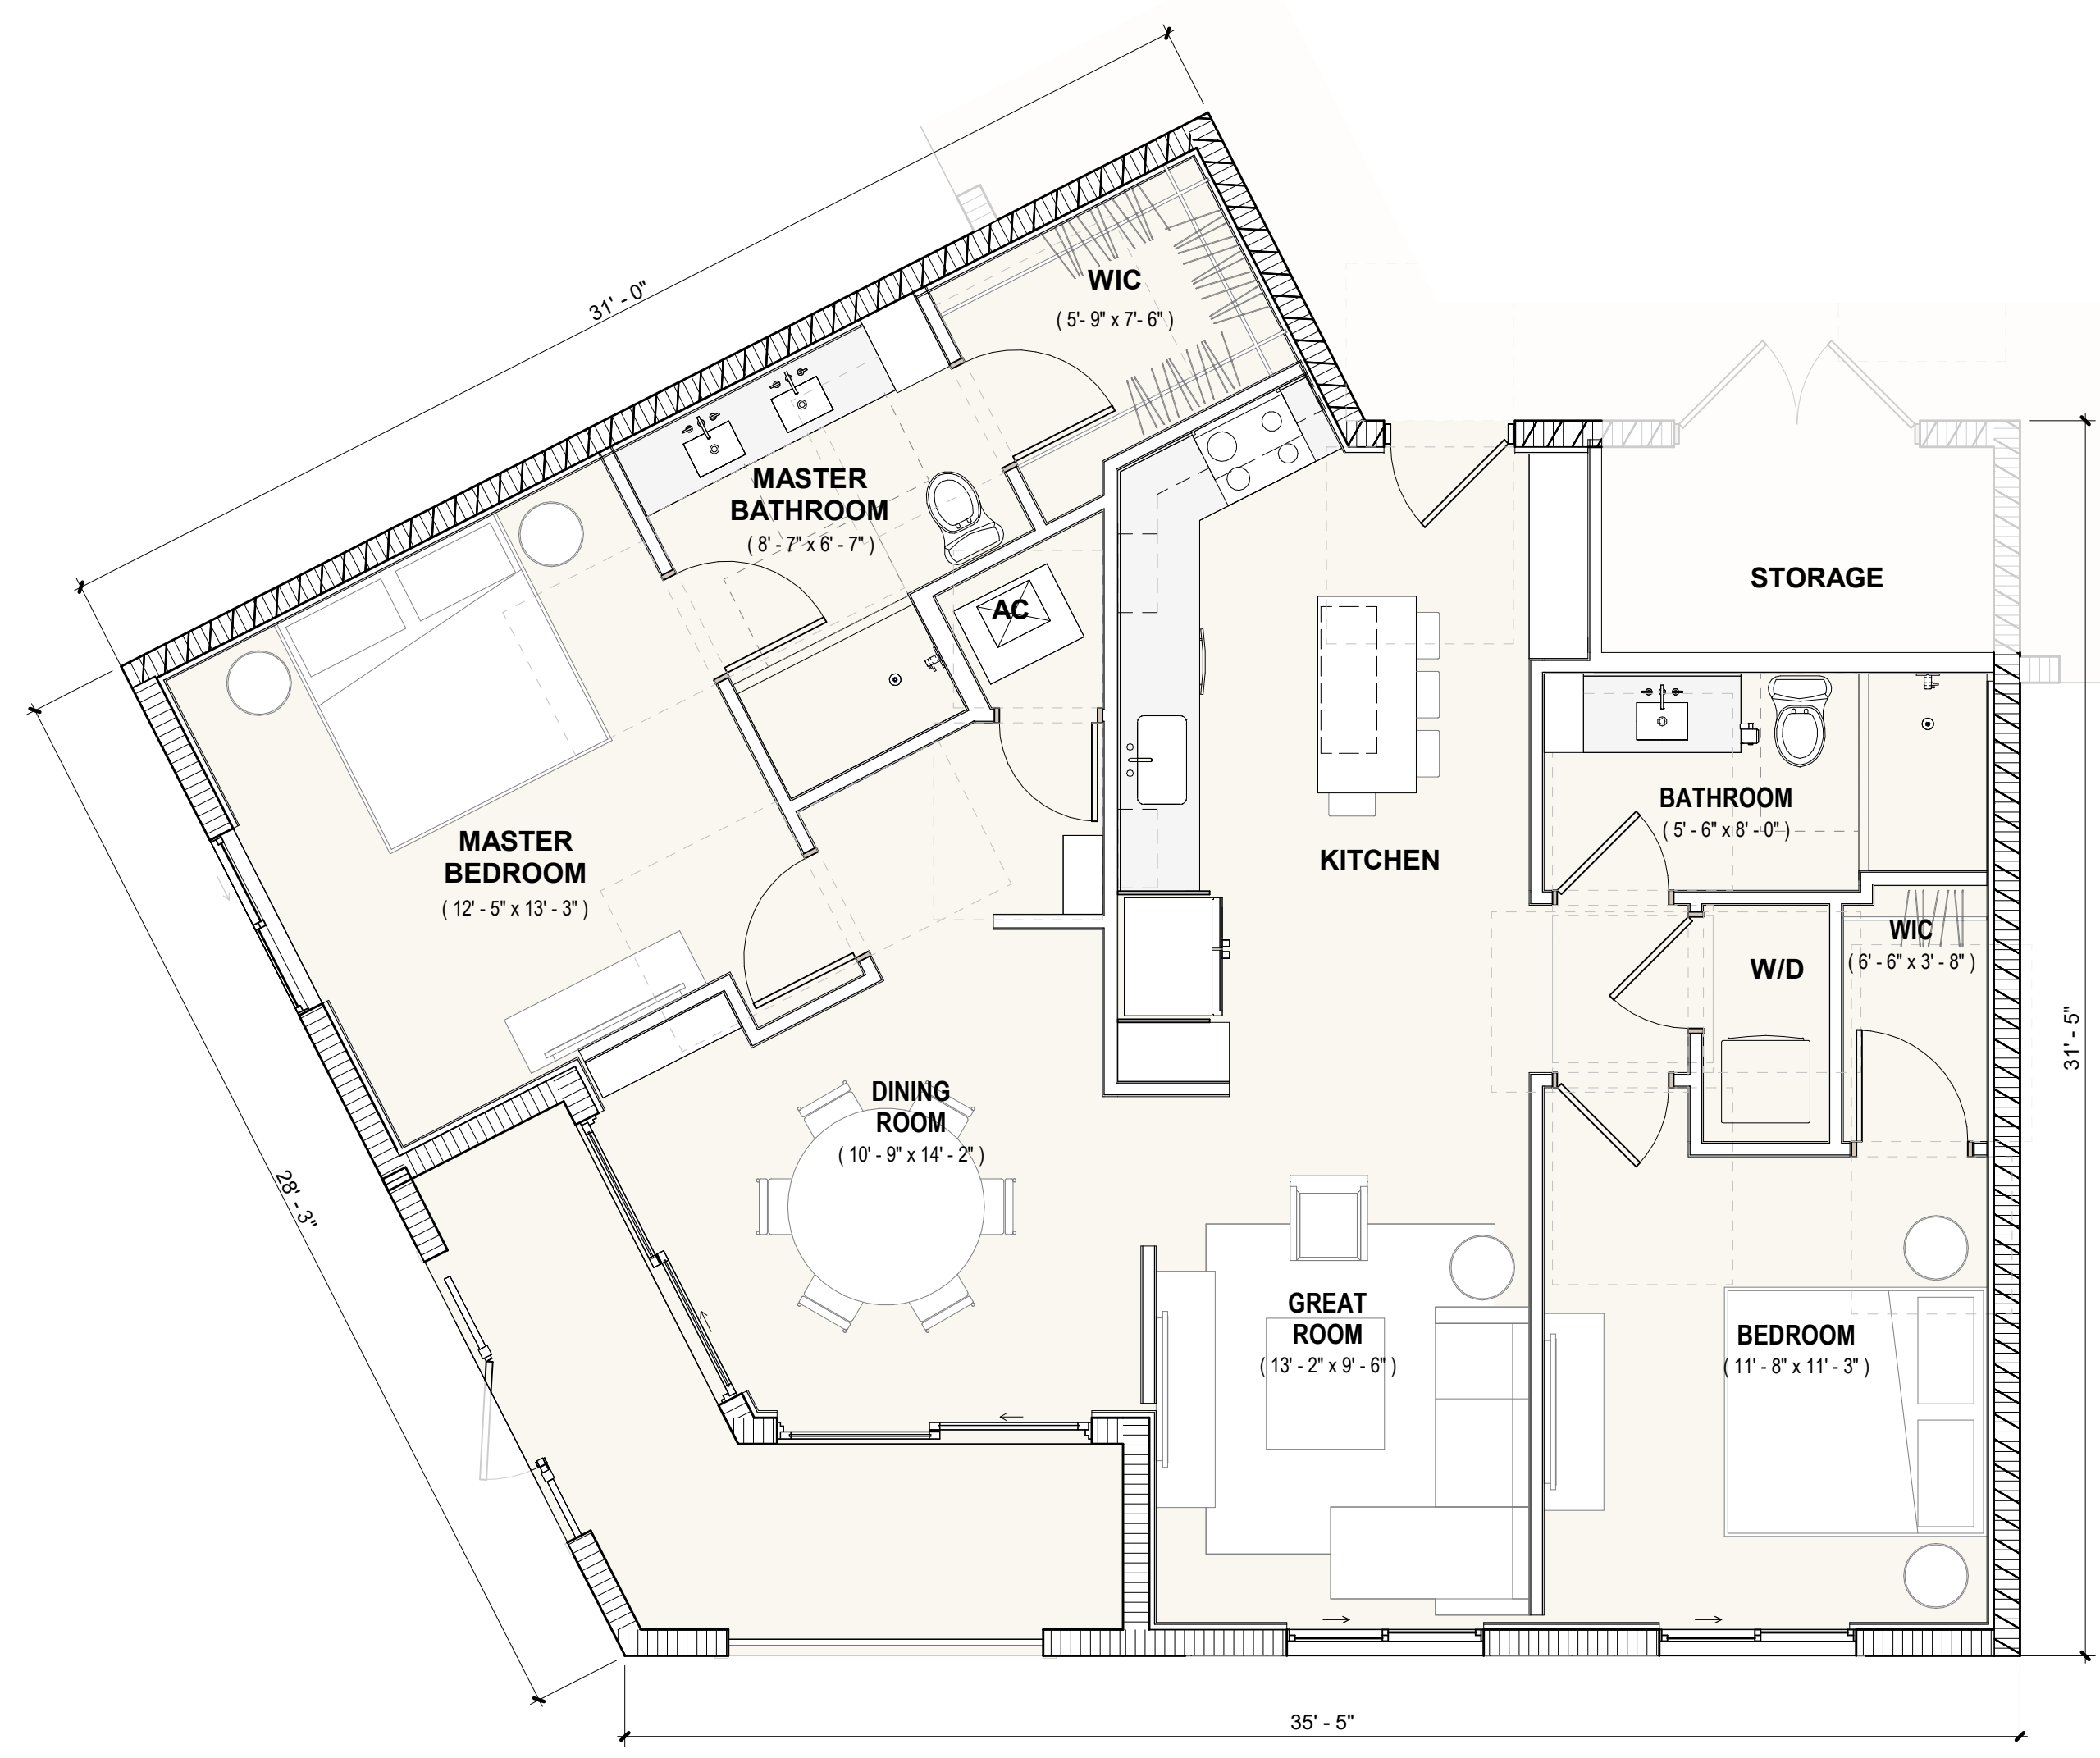 31' - 0"
WIC
( 5'- 9" x 7'- 6" )
MASTER
BATHROOM
( 8' - 7" x 6' - 7" )
AC
STORAGE
MASTER
BEDROOM
( 12' - 5" x 13' - 3" )
KITCHEN
BATHROOM
( 5' - 6" x 8' - 0" )
WIC
( 6' - 6" x 3' - 8" )
W/D
31' - 5"
DINING
ROOM
( 10' - 9" x 14' - 2" )
28' - 3"
GREAT
ROOM
( 13' - 2" x 9' - 6" )
BEDROOM
( 11' - 8" x 11' - 3" )
35' - 5"